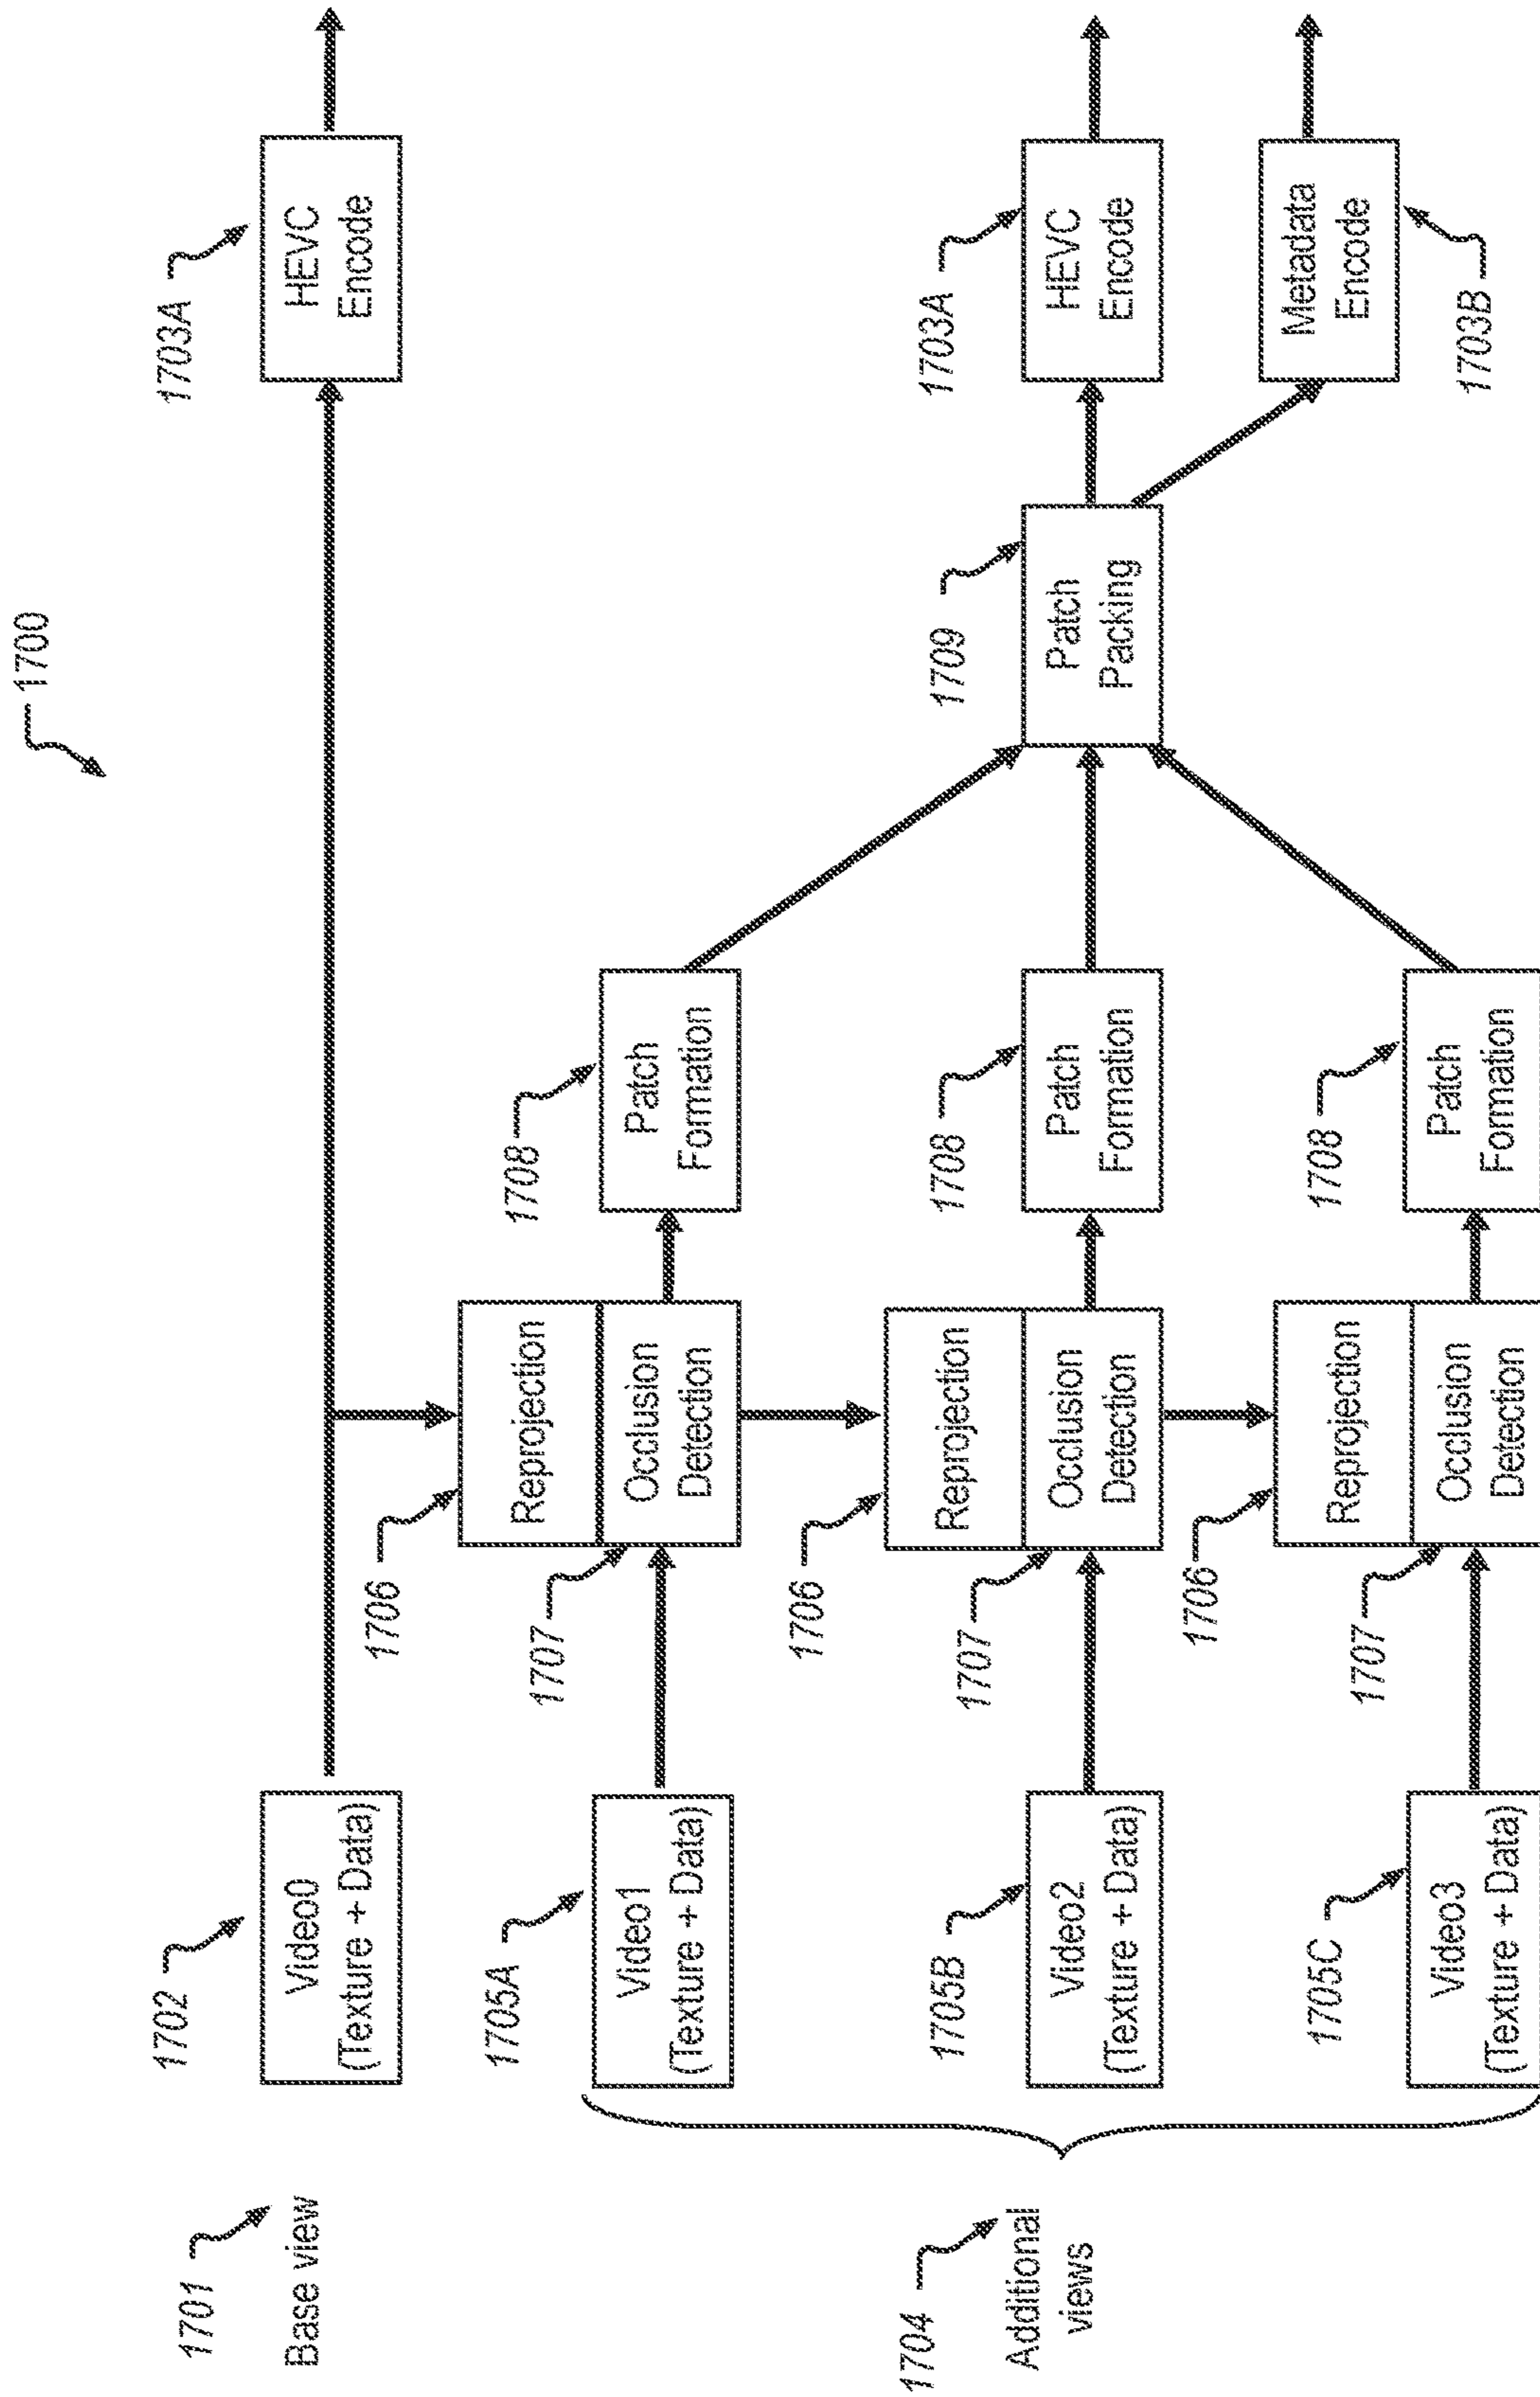 1700
1701
Base view
1702
Video0
(Texture + Data)
1703A
HEVC
Encode
1704
Additional
views
1705A
Video1
(Texture + Data)
1706
Reprojection
1707
Occlusion
Detection
1708
Patch
Formation
1705B
Video2
(Texture + Data)
1706
Reprojection
1707
Occlusion
Detection
1708
Patch
Formation
1709
Patch
Packing
1703A
HEVC
Encode
Metadata
Encode
1703B
1705C
Video3
(Texture + Data)
1706
Reprojection
1707
Occlusion
Detection
1708
Patch
Formation